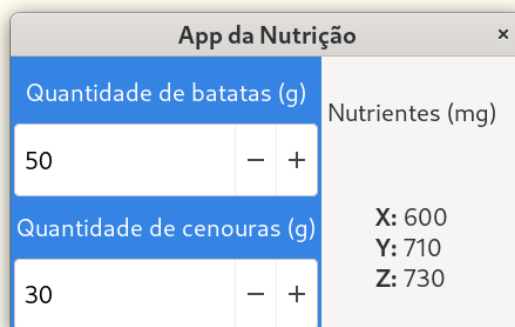 App da Nutrição ×
Quantidade de batatas (g)
50 − +
Quantidade de cenouras (g)
30 − +
Nutrientes (mg)
X: 600
Y: 710
Z: 730